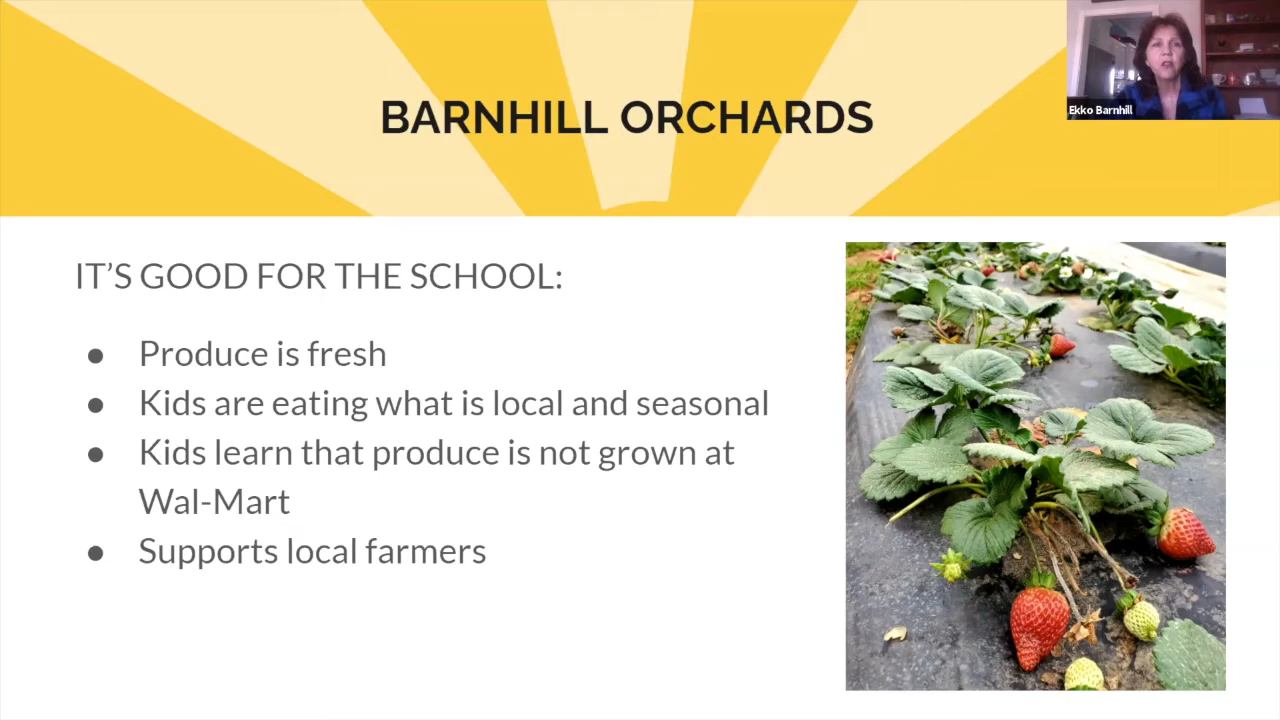 BARNHILL ORCHARDS
Ekko Barnhill
IT’S GOOD FOR THE SCHOOL:
● Produce is fresh
● Kids are eating what is local and seasonal
● Kids learn that produce is not grown at
Wal-Mart
● Supports local farmers